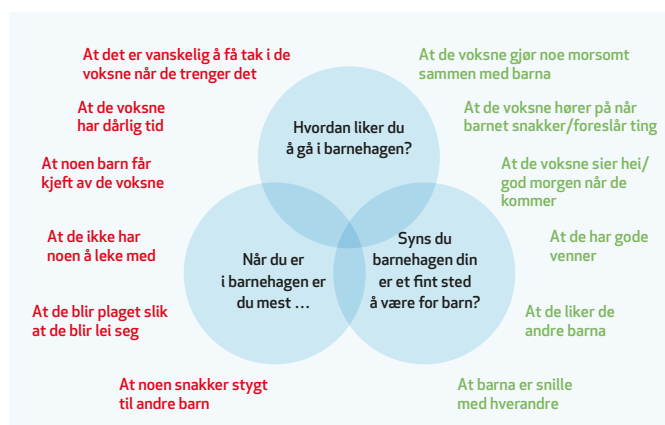 At det er vanskelig å få tak i de
voksne når de trenger det
At de voksne
har dårlig tid
At noen barn får
kjeft av de voksne
At de ikke har
noen å leke med
At de blir plaget slik
at de blir lei seg
At noen snakker stygt
til andre barn
Hvordan liker du
å gå i barnehagen?
Når du er
i barnehagen er
du mest ...
Syns du
barnehagen din
er et fint sted
å være for barn?
At de voksne gjør noe morsomt
sammen med barna
At de voksne hører på når
barnet snakker/foreslår ting
At de voksne sier hei/
god morgen når de
kommer
At de har gode
venner
At de liker de
andre barna
At barna er snille
med hverandre